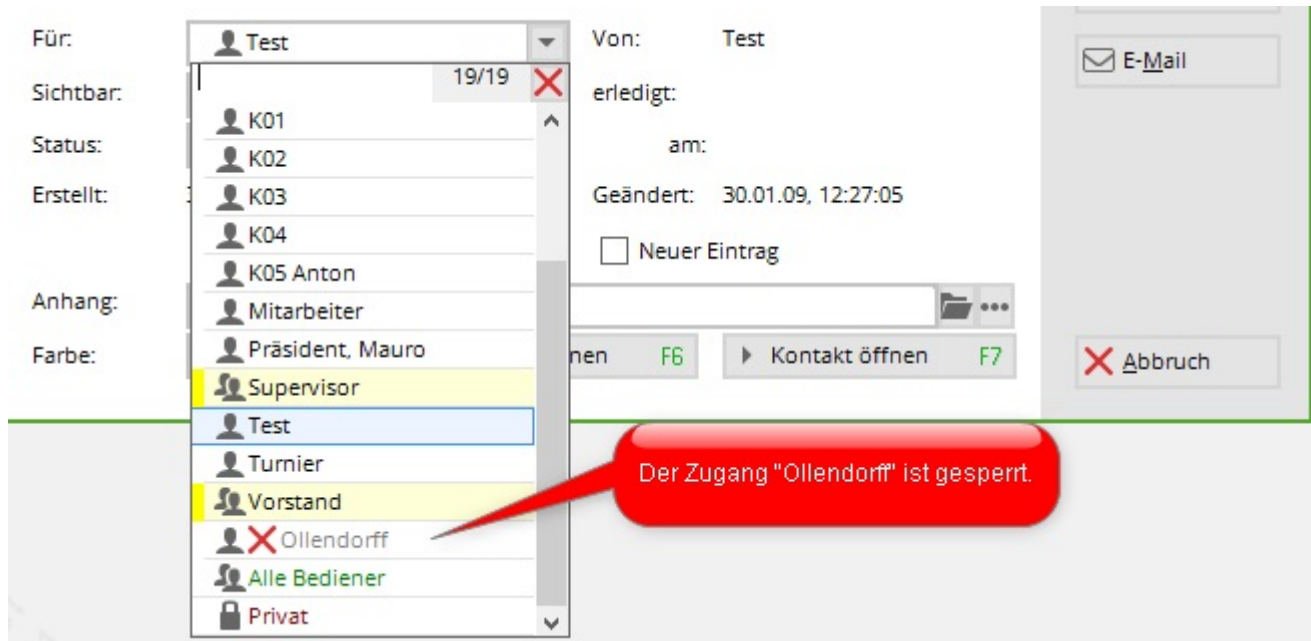 Für:
Test
Von:
Test
E-Mail
19/19
Sichtbar:
erledigt:
K01
Status:
am:
K02
Erstellt:
K03
Geändert:
30.01.09, 12:27:05
K04
Neuer Eintrag
K05 Anton
Anhang:
Mitarbeiter
Farbe:
Präsident, Mauro
nen F6
Kontakt öffnen F7
Abbruch
Supervisor
Test
Turnier
Der Zugang "Ollendorff" ist gesperrt.
Vorstand
Ollendorff
Alle Bediener
Privat